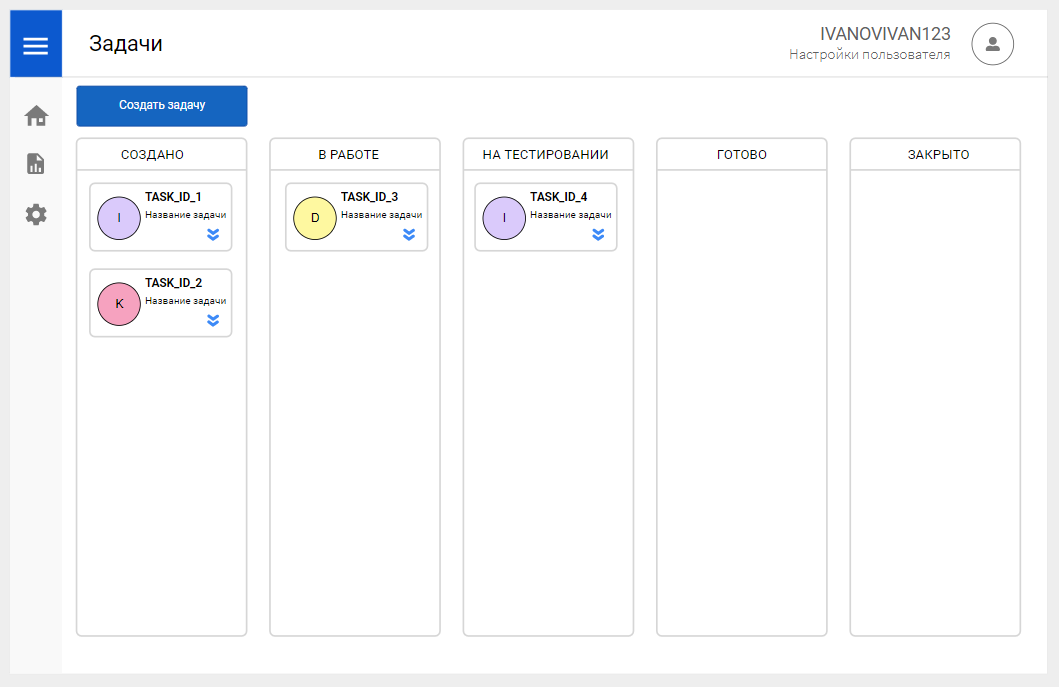 Задачи
IVANOVIVAN123
Настройки пользователя
Создать задачу
СОЗДАНО
В РАБОТЕ
НА ТЕСТИРОВАНИИ
ГОТОВО
ЗАКРЫТО
I
TASK_ID_1
Название задачи
K
TASK_ID_2
Название задачи
D
TASK_ID_3
Название задачи
I
TASK_ID_4
Название задачи